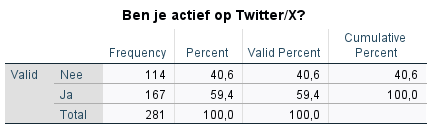 Ben je actief op Twitter/X?
Frequency Percent Valid Percent Cumulative Percent
Valid Nee 114 40,6 40,6 40,6
Ja 167 59,4 59,4 100,0
Total 281 100,0 100,0